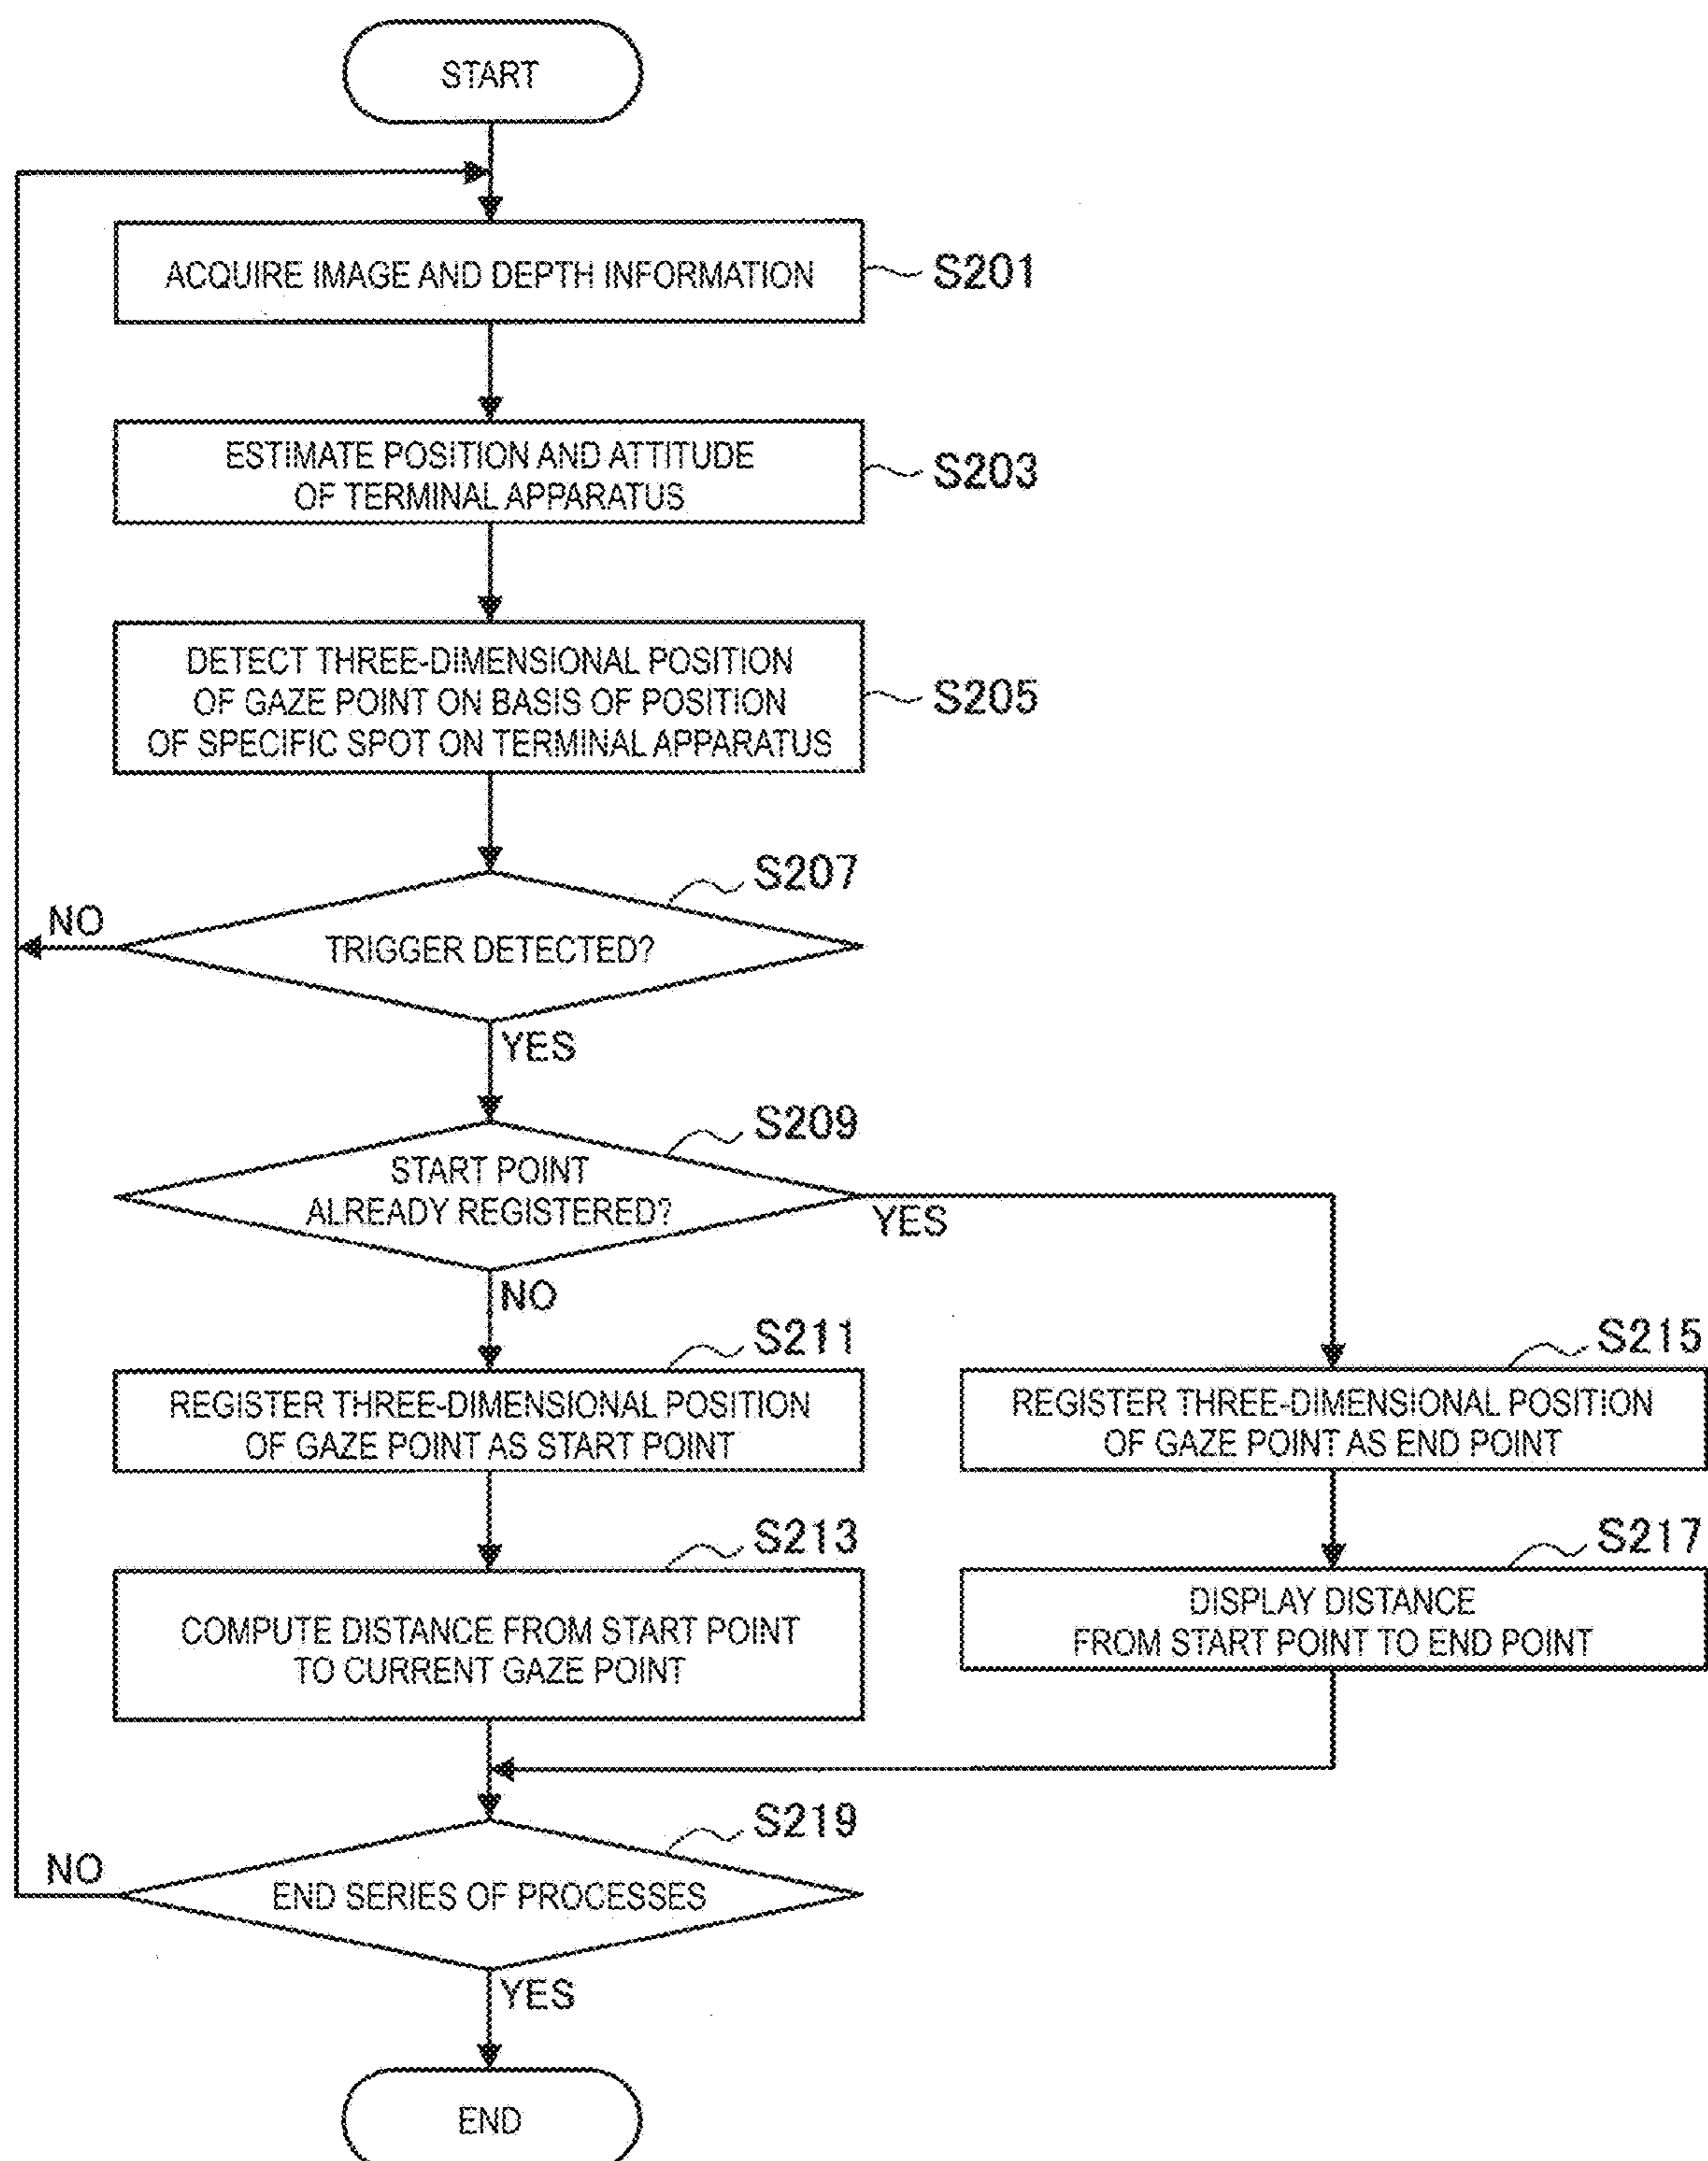 START
ACQUIRE IMAGE AND DEPTH INFORMATION
S201
ESTIMATE POSITION AND ATTITUDE
OF TERMINAL APPARATUS
S203
DETECT THREE-DIMENSIONAL POSITION
OF GAZE POINT ON BASIS OF POSITION
OF SPECIFIC SPOT ON TERMINAL APPARATUS
S205
S207
NO
TRIGGER DETECTED?
YES
S209
START POINT
ALREADY REGISTERED?
YES
NO
S211
REGISTER THREE-DIMENSIONAL POSITION
OF GAZE POINT AS START POINT
S215
REGISTER THREE-DIMENSIONAL POSITION
OF GAZE POINT AS END POINT
S213
COMPUTE DISTANCE FROM START POINT
TO CURRENT GAZE POINT
S217
DISPLAY DISTANCE
FROM START POINT TO END POINT
S219
NO
END SERIES OF PROCESSES
YES
END